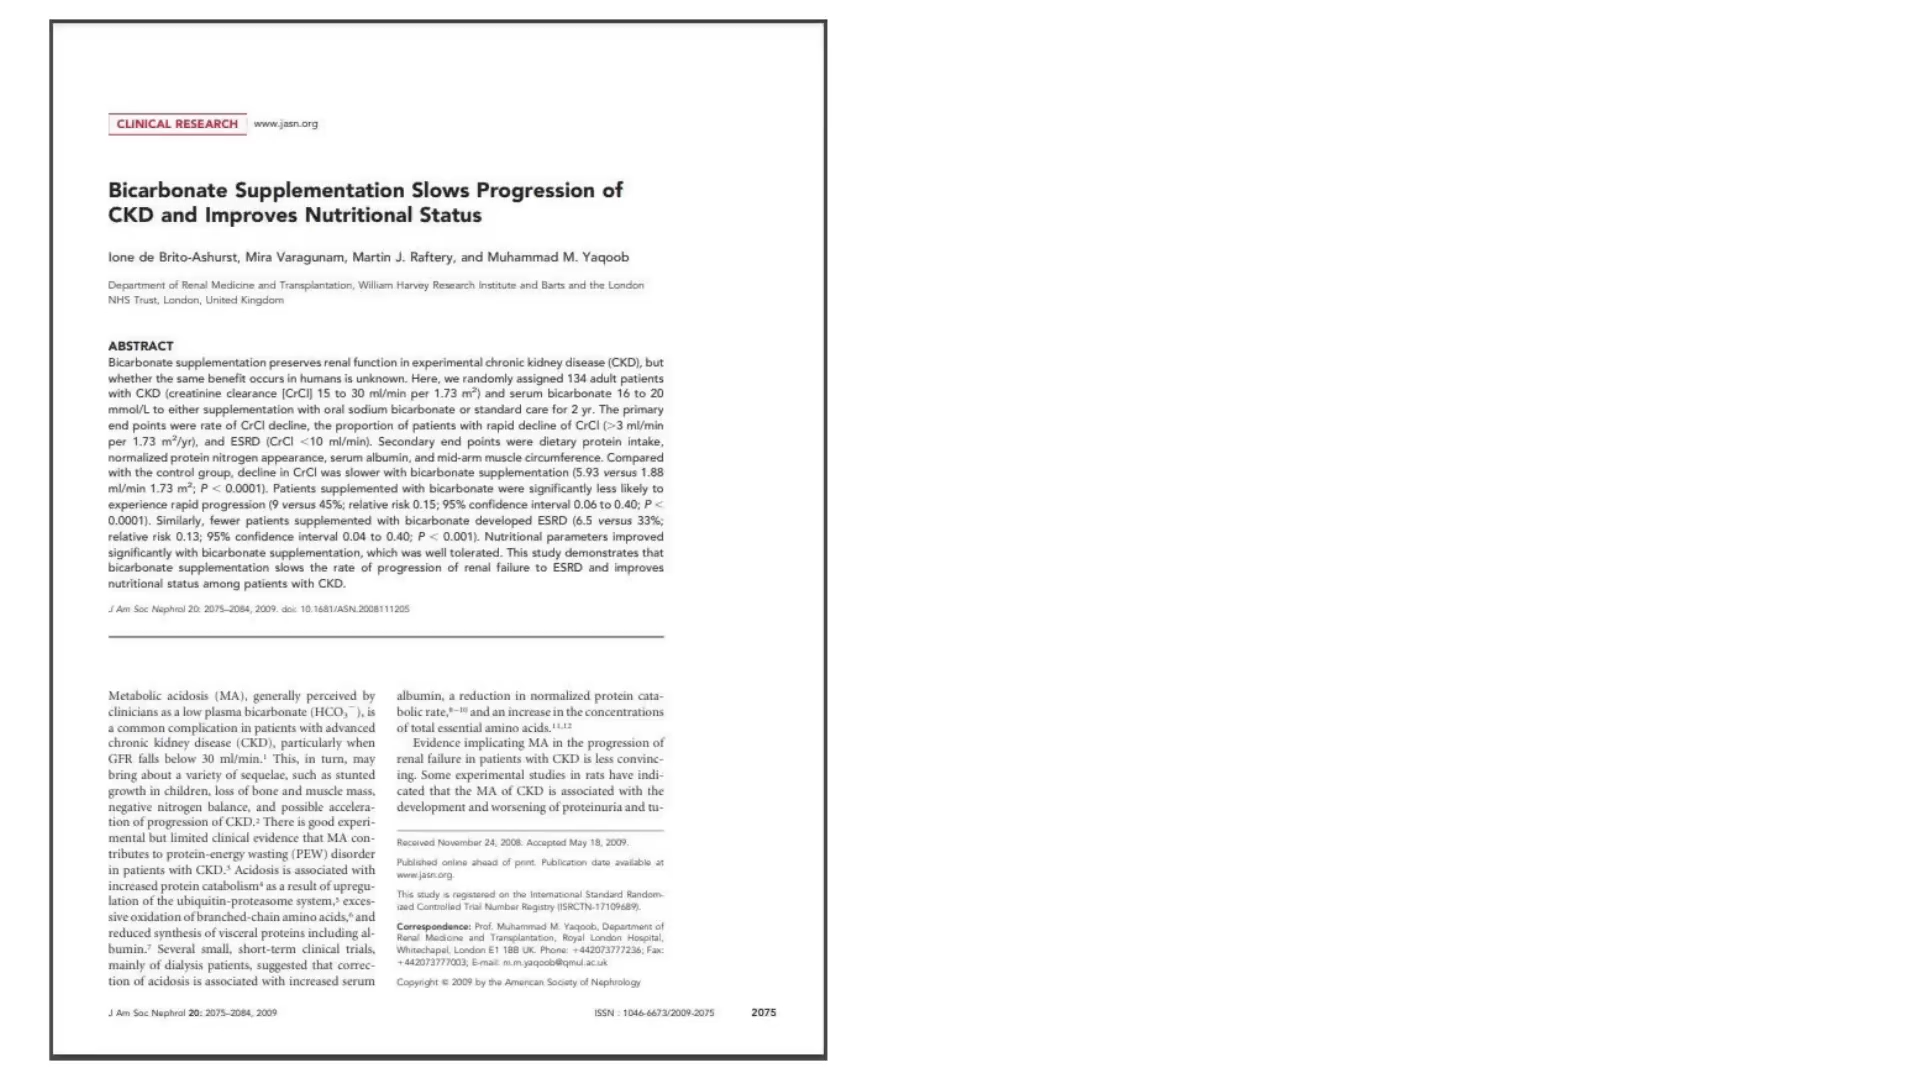 CLINICAL RESEARCH www.jasn.org
Bicarbonate Supplementation Slows Progression of
CKD and Improves Nutritional Status
Ione de Brito-Ashurst, Mira Varagunam, Martin J. Raftery, and Muhammad M. Yaqoob
Department of Renal Medicine and Transplantation, William Harvey Research Institute and Barts and the London
NHS Trust, London, United Kingdom
ABSTRACT
Bicarbonate supplementation preserves renal function in experimental chronic kidney disease (CKD), but
whether the same benefit occurs in humans is unknown. Here, we randomly assigned 134 adult patients
with CKD (creatinine clearance [CrCl] 15 to 30 ml/min per 1.73 m²) and serum bicarbonate 16 to 20
mmol/L to either supplementation with oral sodium bicarbonate or standard care for 2 yr. The primary
end points were rate of CrCl decline, the proportion of patients with rapid decline of CrCl (>3 ml/min
per 1.73 m²/yr), and ESRD (CrCl <10 ml/min). Secondary end points were dietary protein intake,
normalized protein nitrogen appearance, serum albumin, and mid-arm muscle circumference. Compared
with the control group, decline in CrCl was slower with bicarbonate supplementation (5.93 versus 1.88
ml/min 1.73 m²; P < 0.0001). Patients supplemented with bicarbonate were significantly less likely to
experience rapid progression (9 versus 45%; relative risk 0.15; 95% confidence interval 0.06 to 0.40; P <
0.0001). Similarly, fewer patients supplemented with bicarbonate developed ESRD (6.5 versus 33%;
relative risk 0.13; 95% confidence interval 0.04 to 0.40; P < 0.001). Nutritional parameters improved
significantly with bicarbonate supplementation, which was well tolerated. This study demonstrates that
bicarbonate supplementation slows the rate of progression of renal failure to ESRD and improves
nutritional status among patients with CKD.
J Am Soc Nephrol 20: 2075–2084, 2009. doi: 10.1681/ASN.2008111205
Metabolic acidosis (MA), generally perceived by
clinicians as a low plasma bicarbonate (HCO₃⁻), is
a common complication in patients with advanced
chronic kidney disease (CKD), particularly when
GFR falls below 30 ml/min.¹ This, in turn, may
bring about a variety of sequelae, such as stunted
growth in children, loss of bone and muscle mass,
negative nitrogen balance, and possible accelera-
tion of progression of CKD.² There is good experi-
mental but limited clinical evidence that MA con-
tributes to protein-energy wasting (PEW) disorder
in patients with CKD.³ Acidosis is associated with
increased protein catabolism⁴ as a result of upregu-
lation of the ubiquitin-proteasome system,⁵ exces-
sive oxidation of branched-chain amino acids,⁶ and
reduced synthesis of visceral proteins including al-
bumin.⁷ Several small, short-term clinical trials,
mainly of dialysis patients, suggested that correc-
tion of acidosis is associated with increased serum
albumin, a reduction in normalized protein cata-
bolic rate,⁸⁻¹⁰ and an increase in the concentrations
of total essential amino acids.¹¹,¹²
Evidence implicating MA in the progression of
renal failure in patients with CKD is less convinc-
ing. Some experimental studies in rats have indi-
cated that the MA of CKD is associated with the
development and worsening of proteinuria and tu-
Received November 24, 2008. Accepted May 18, 2009.
Published online ahead of print. Publication date available at
www.jasn.org.
This study is registered on the International Standard Random-
ized Controlled Trial Number Registry (ISRCTN-17109689).
Correspondence: Prof. Muhammad M. Yaqoob, Department of
Renal Medicine and Transplantation, Royal London Hospital,
Whitechapel, London E1 1BB UK. Phone: +442073777236; Fax:
+442073777003; E-mail: m.m.yaqoob@qmul.ac.uk
Copyright © 2009 by the American Society of Nephrology
J Am Soc Nephrol 20: 2075–2084, 2009
ISSN : 1046-6673/2009-2075 2075